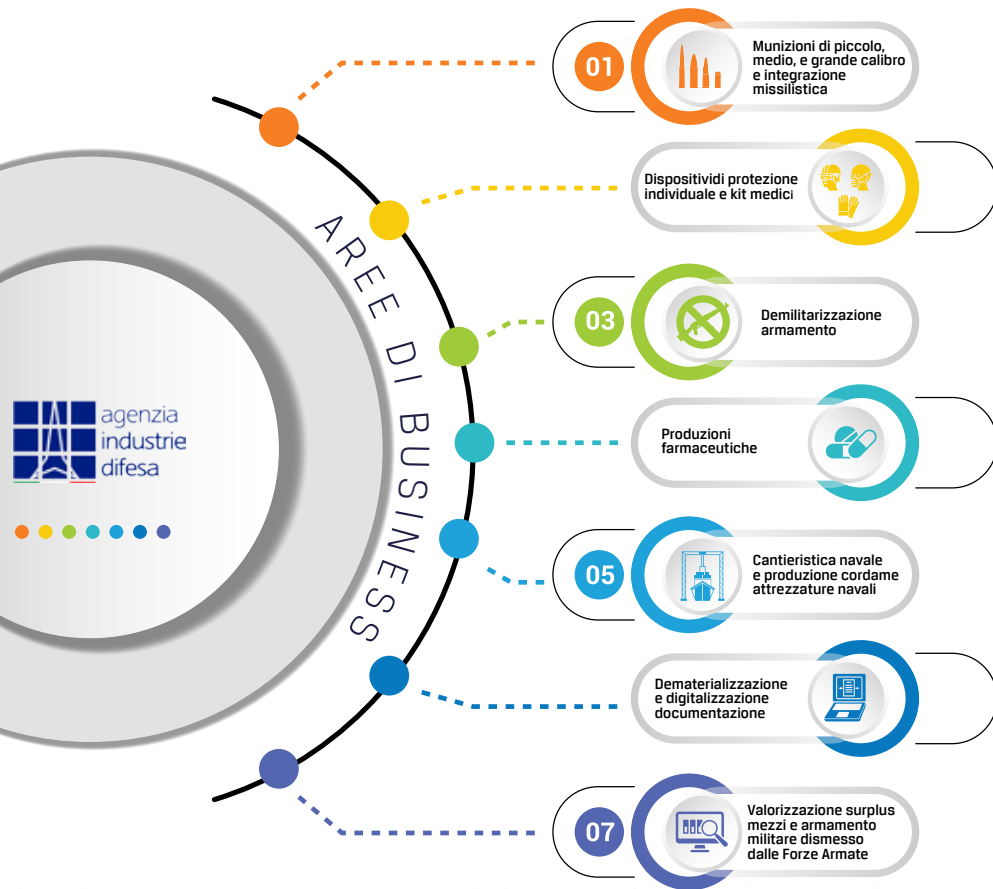 agenzia
industrie
difesa
AREE DI BUSINESS
01
Munizioni di piccolo,
medio, e grande calibro
e integrazione
missilistica
Dispositividi protezione
individuale e kit medici
03
Demilitarizzazione
armamento
Produzioni
farmaceutiche
05
Cantieristica navale
e produzione cordame
attrezzature navali
Dematerializzazione
e digitalizzazione
documentazione
07
Valorizzazione surplus
mezzi e armamento
militare dismesso
dalle Forze Armate